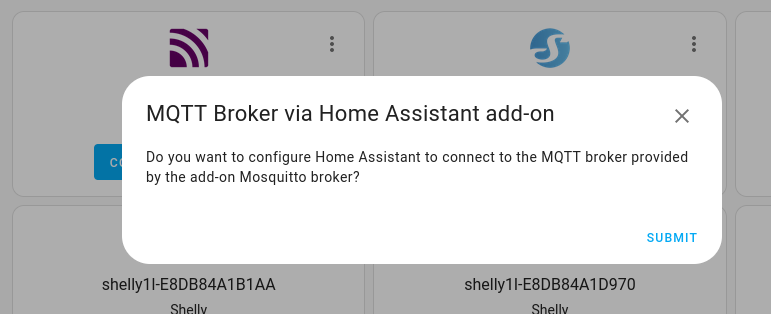 MQTT Broker via Home Assistant add-on
Do you want to configure Home Assistant to connect to the MQTT broker provided
by the add-on Mosquitto broker?
CO
SUBMIT
shelly1l-E8DB84A1B1AA
shelly1l-E8DB84A1D970
Shelly
Shelly